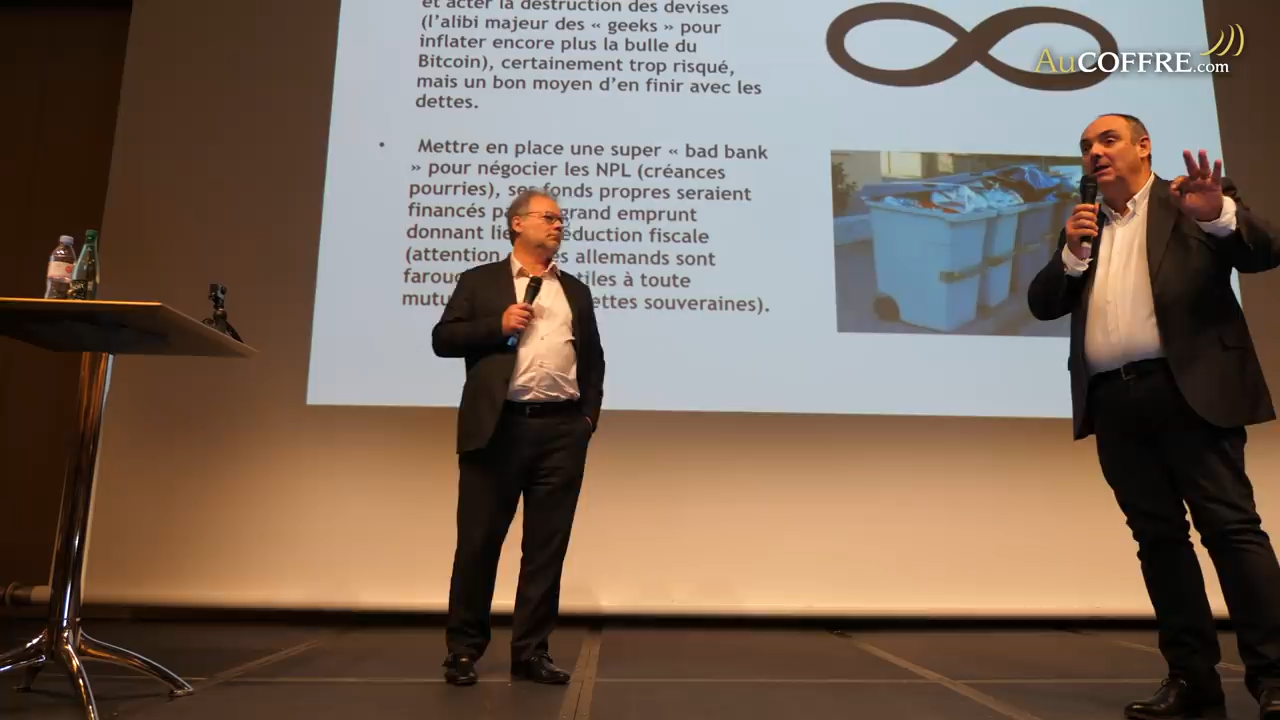 et acter la destruction des devises
(l'alibi majeur des « geeks » pour
inflater encore plus la bulle du
Bitcoin), certainement trop risqué,
mais un bon moyen d'en finir avec les
dettes.
• Mettre en place une super « bad bank
» pour négocier les NPL (créances
pourries), ses fonds propres seraient
financés grand emprunt
donnant fiscale
(attention allemands sont
à toute
souveraines).
AuCOFFRE.com